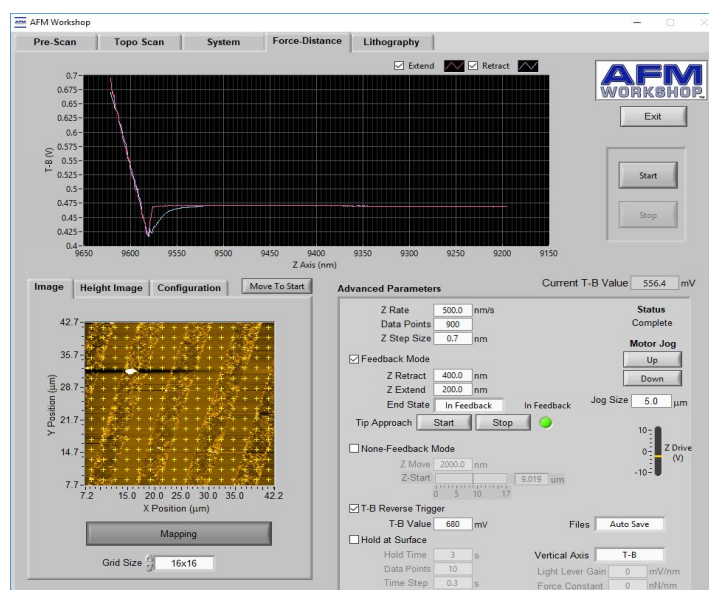 AFM AFM Workshop
Pre-Scan Topo Scan System Force-Distance Lithography
Extend Retract
AFM
WORKSHOP
Exit
Start
Stop
0.7
0.675
0.65
0.625
0.6
0.575
0.55
0.525
0.5
0.475
0.45
0.425
0.4
T-B (V)
9650 9600 9550 9500 9450 9400 9350 9300 9250 9200 9150
Z Axis (nm)
Image Height Image Configuration Move To Start
42.7
35.7
28.7
21.7
14.7
7.7
Y Position (µm)
7.2 15.0 20.0 25.0 30.0 35.0 42.2
X Position (µm)
Mapping
Grid Size 16x16
Advanced Parameters
Current T-B Value 556.4 mV
Z Rate 500.0 nm/s
Data Points 900
Z Step Size 0.7 nm
Feedback Mode
Z Retract 400.0 nm
Z Extend 200.0 nm
End State In Feedback In Feedback
Tip Approach Start Stop
None-Feedback Mode
Z Move 2000.0 nm
Z-Start 9.019 um
0 5 10 17
T-B Reverse Trigger
T-B Value 680 mV
Hold at Surface
Hold Time 3 s
Data Points 10
Time Step 0.3 s
Status
Complete
Motor Jog
Up
Down
Jog Size 5.0 µm
10
0
-10
Z Drive
(V)
Files Auto Save
Vertical Axis T-B
Light Lever Gain 0 mV/nm
Force Constant 0 nN/nm